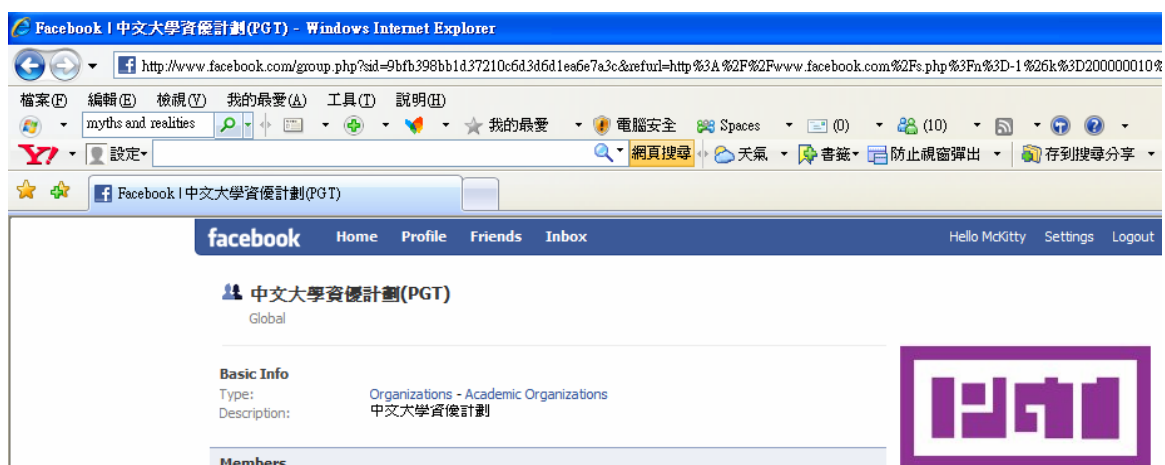 Facebook | 中文大學資優計劃(PGT) - Windows Internet Explorer
http://www.facebook.com/group.php?sid=9bfb398bb1d37210c6d3d6d1ea6e7a3c&refurl=http%3A%2F%2Fwww.facebook.com%2Fs.php%3Fn%3D-1%26k%3D200000010%
檔案(F) 編輯(E) 檢視(V) 我的最愛(A) 工具(T) 說明(H)
myths and realities 我的最愛 電腦安全 Spaces (0) (10)
Y! 設定 網頁搜尋 天氣 書籤 防止視窗彈出 存到搜尋分享
Facebook | 中文大學資優計劃(PGT)
facebook Home Profile Friends Inbox Hello McKitty Settings Logout
中文大學資優計劃(PGT)
Global
Basic Info
Type: Organizations - Academic Organizations
Description: 中文大學資優計劃
Members